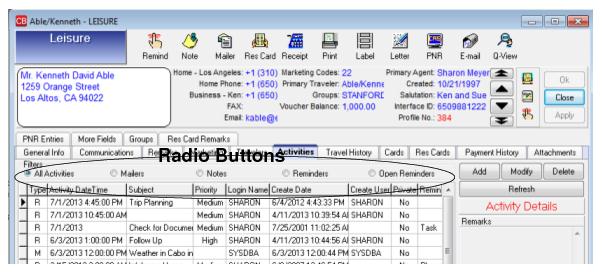 CB Able/Kenneth - LEISURE
Leisure
Remind Note Mailer Res Card Receipt Print Label Letter PNR E-mail Q-View
Mr. Kenneth David Able
1259 Orange Street
Los Altos, CA 94022
Home - Los Angeles: +1 (310)
Home Phone: +1 (650)
Business - Ken: +1 (650)
FAX:
Email: kable@
Marketing Codes: 22
Primary Traveler: Able/Kenne
Groups: STANFORD
Voucher Balance: 1,000.00
Primary Agent: Sharon Meyer
Created: 10/21/1997
Salutation: Ken and Sue
Interface ID: 6509881222
Profile No.: 384
Ok
Close
Apply
PNR Entries More Fields Groups Res Card Remarks
General Info Communications Activities Travel History Cards Res Cards Payment History Attachments
Radio Buttons
Filters
All Activities Mailers Notes Reminders Open Reminders
Add Modify Delete
Refresh
Activity Details
Remarks
Type Activity DateTime Subject Priority Login Name Create Date Create User Private Remin
R 7/1/2013 4:45:00 PM Trip Planning Medium SHARON 6/4/2012 4:43:33 PM SHARON No
R 7/1/2013 10:45:00 AM Medium SHARON 4/11/2013 10:39:54 AM SHARON No
R 7/1/2013 Check for Documen Medium SHARON 7/25/2001 11:02:25 AM No Task
R 6/3/2013 1:00:00 PM Follow Up High SHARON 4/11/2013 10:44:56 AM SHARON No
M 6/3/2013 12:00:00 PM Weather in Cabo in SYSDBA 6/3/2013 12:00:44 PM SYSDBA No